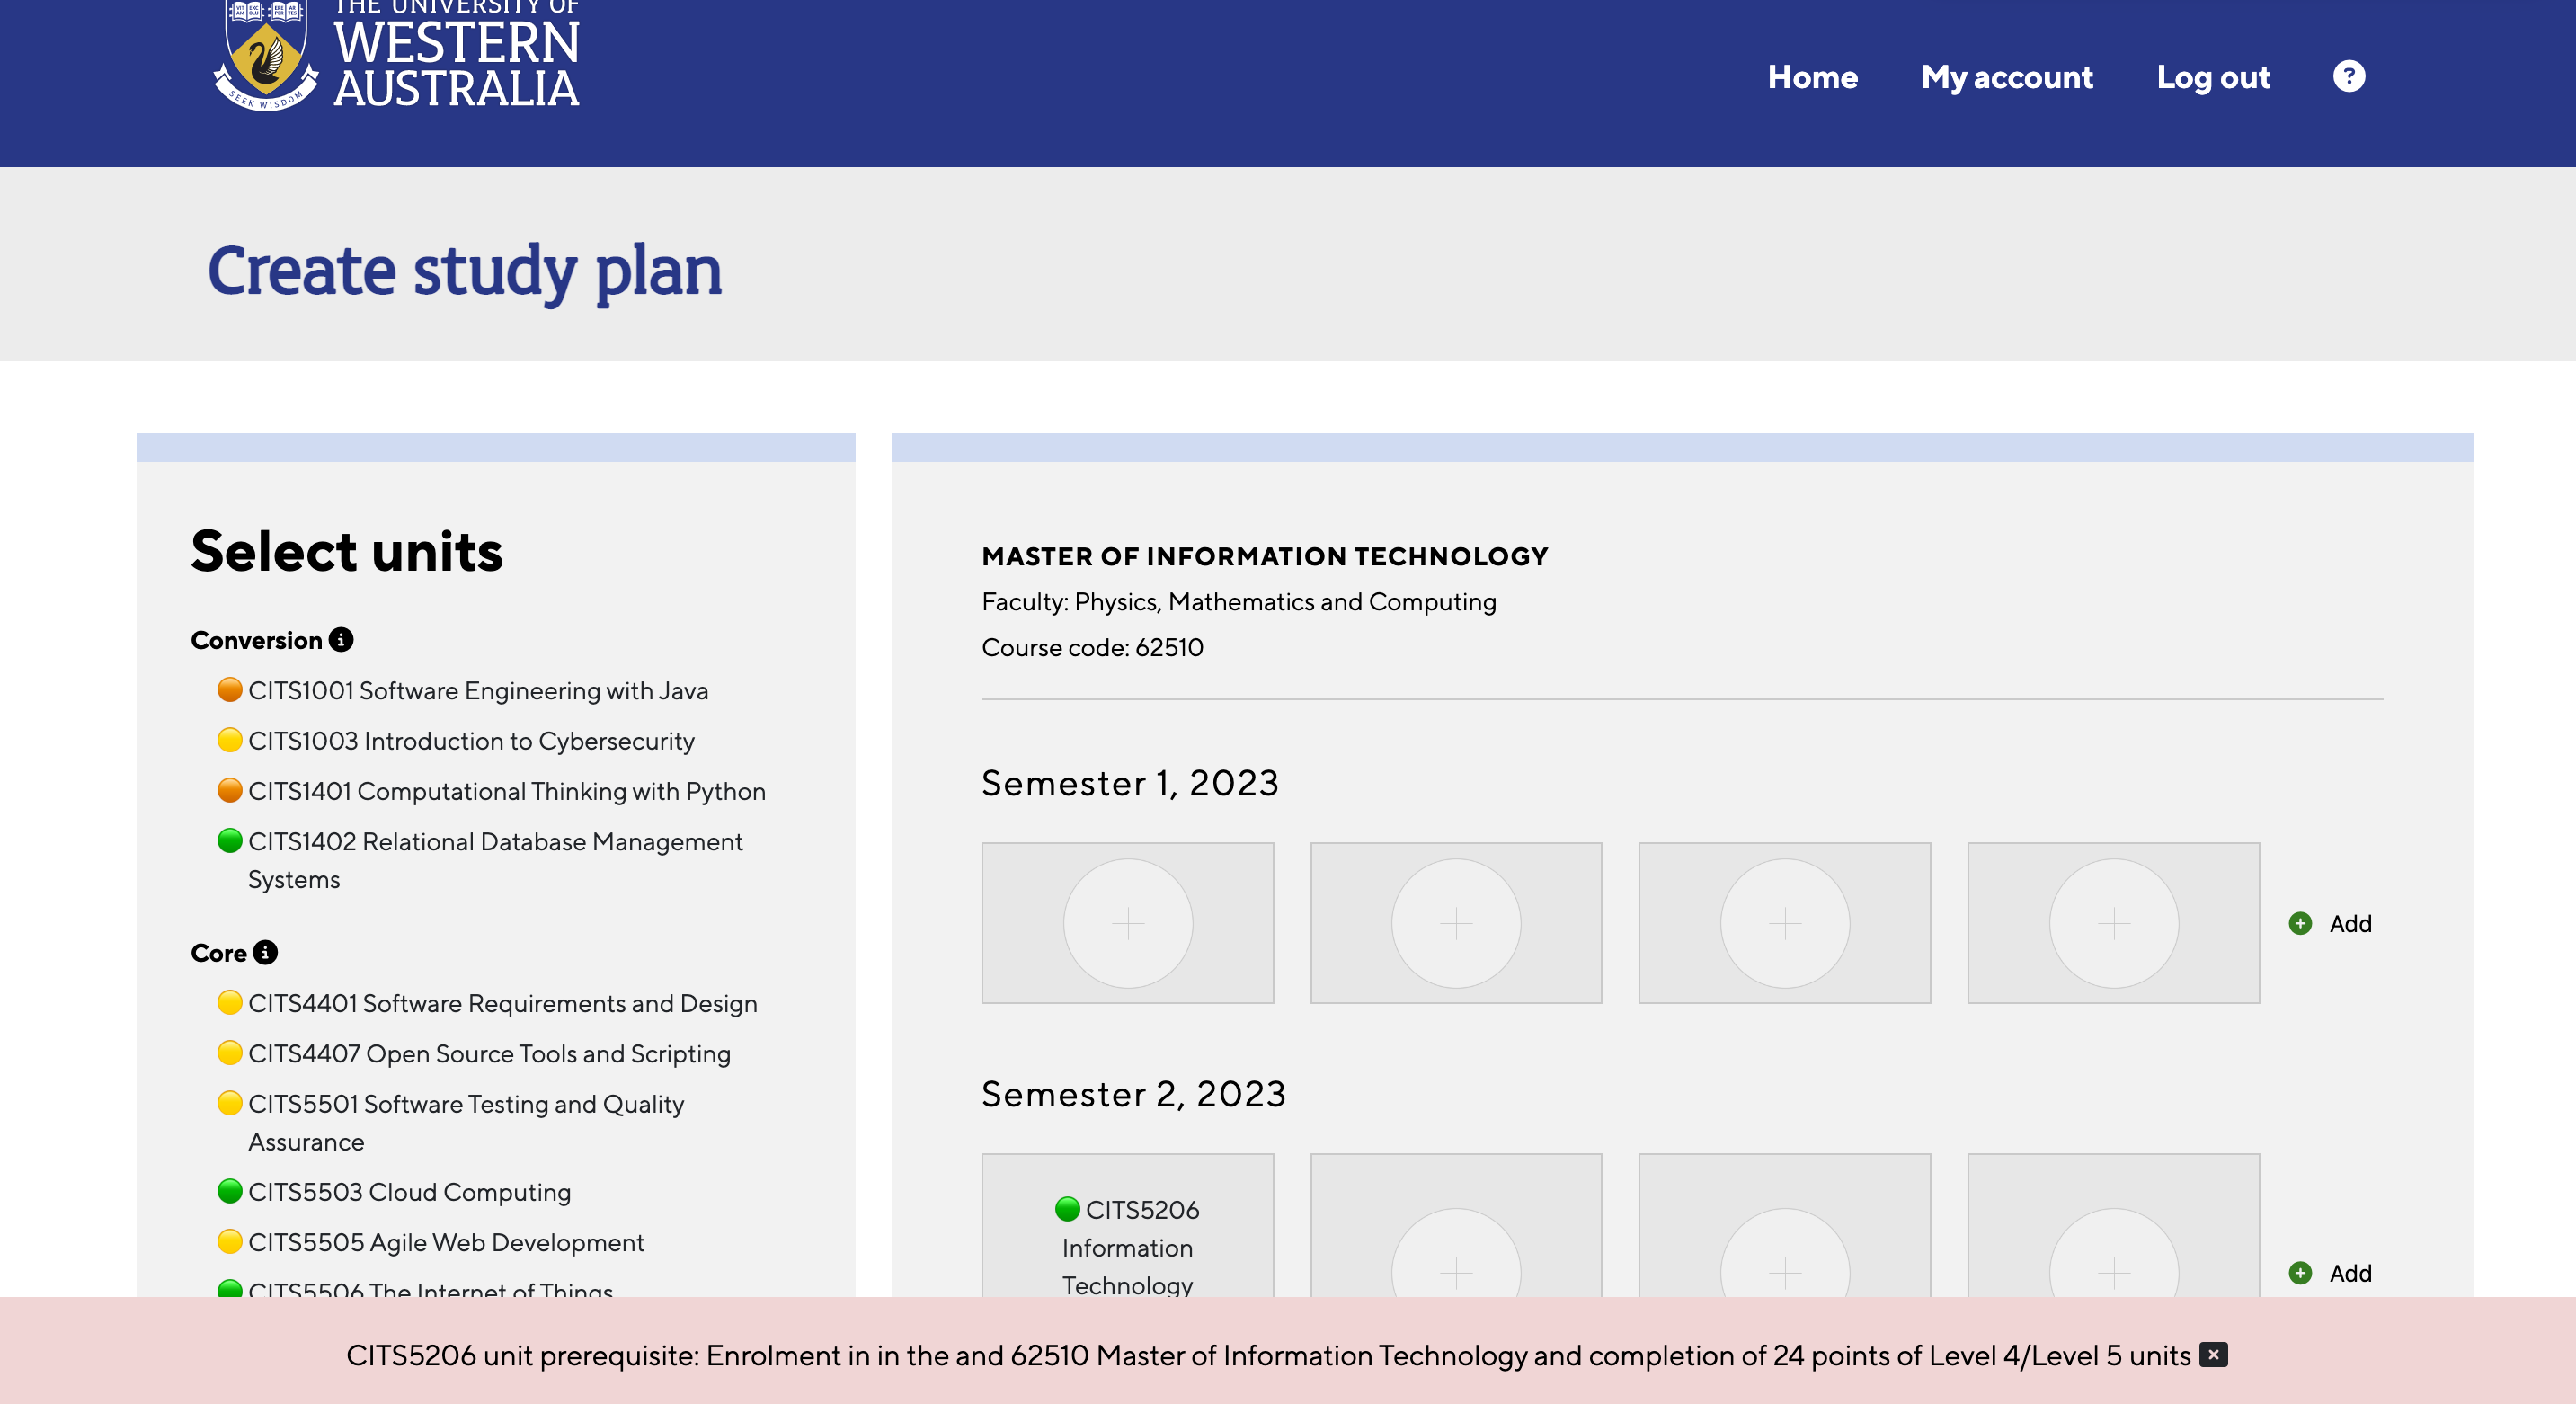 THE UNIVERSITY OF
WESTERN
AUSTRALIA
SEEK WISDOM
Home
My account
Log out
?
Create study plan
Select units
Conversion
CITS1001 Software Engineering with Java
CITS1003 Introduction to Cybersecurity
CITS1401 Computational Thinking with Python
CITS1402 Relational Database Management
Systems
Core
CITS4401 Software Requirements and Design
CITS4407 Open Source Tools and Scripting
CITS5501 Software Testing and Quality
Assurance
CITS5503 Cloud Computing
CITS5505 Agile Web Development
CITS5506 The Internet of Things
MASTER OF INFORMATION TECHNOLOGY
Faculty: Physics, Mathematics and Computing
Course code: 62510
Semester 1, 2023
Add
Semester 2, 2023
CITS5206
Information
Technology
Add
CITS5206 unit prerequisite: Enrolment in in the and 62510 Master of Information Technology and completion of 24 points of Level 4/Level 5 units